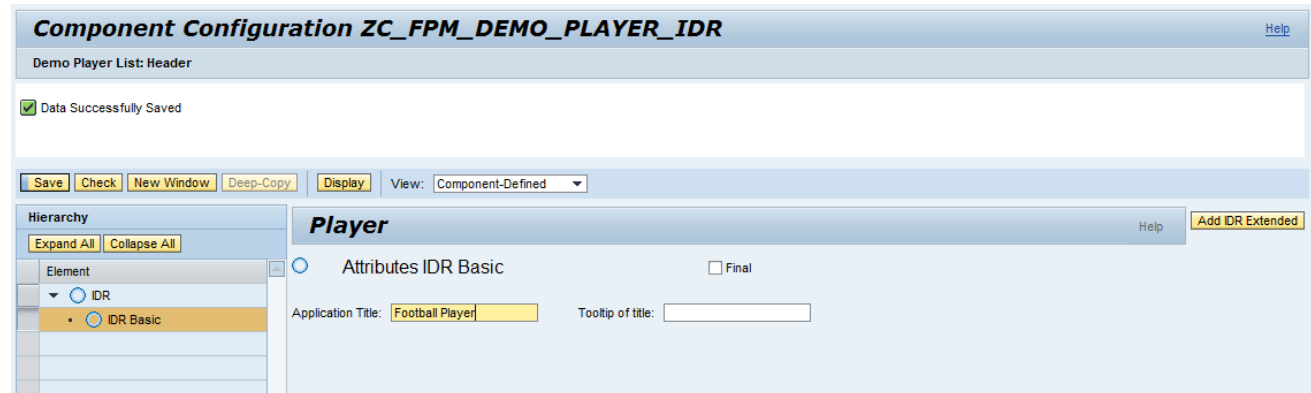 Component Configuration ZC_FPM_DEMO_PLAYER_IDR Help
Demo Player List: Header
Data Successfully Saved
Save Check New Window Deep-Copy Display View: Component-Defined
Hierarchy
Expand All Collapse All
Element
IDR
IDR Basic
Player Help Add IDR Extended
Attributes IDR Basic Final
Application Title: Football Player Tooltip of title: